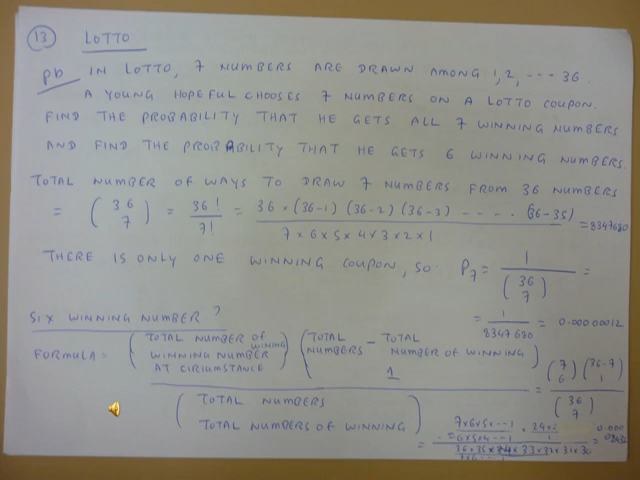 13 LOTTO
pb IN LOTTO, 7 NUMBERS ARE DRAWN AMONG 1, 2, --- 36.
A YOUNG HOPEFUL CHOOSES 7 NUMBERS ON A LOTTO COUPON.
FIND THE PROBABILITY THAT HE GETS ALL 7 WINNING NUMBERS
AND FIND THE PROBABILITY THAT HE GETS 6 WINNING NUMBERS.
TOTAL NUMBER OF WAYS TO DRAW 7 NUMBERS FROM 36 NUMBERS
= (36 7) = 36! / 7! = 36 × (36-1) (36-2) (36-3) - - - - - (36-35) / 7 × 6 × 5 × 4 × 3 × 2 × 1 = 8347680
THERE IS ONLY ONE WINNING COUPON, SO P7 = 1 / (36 7) =
= 1 / 8347680 = 0.00000012
SIX WINNING NUMBER ?
FORMULA = (TOTAL NUMBER OF WINING WINNING NUMBER AT CIRIUMSTANCE) (TOTAL NUMBERS - TOTAL NUMBER OF WINNING 1) / (TOTAL NUMBERS TOTAL NUMBERS OF WINNING) = (7 6) (36-7 1) / (36 7)